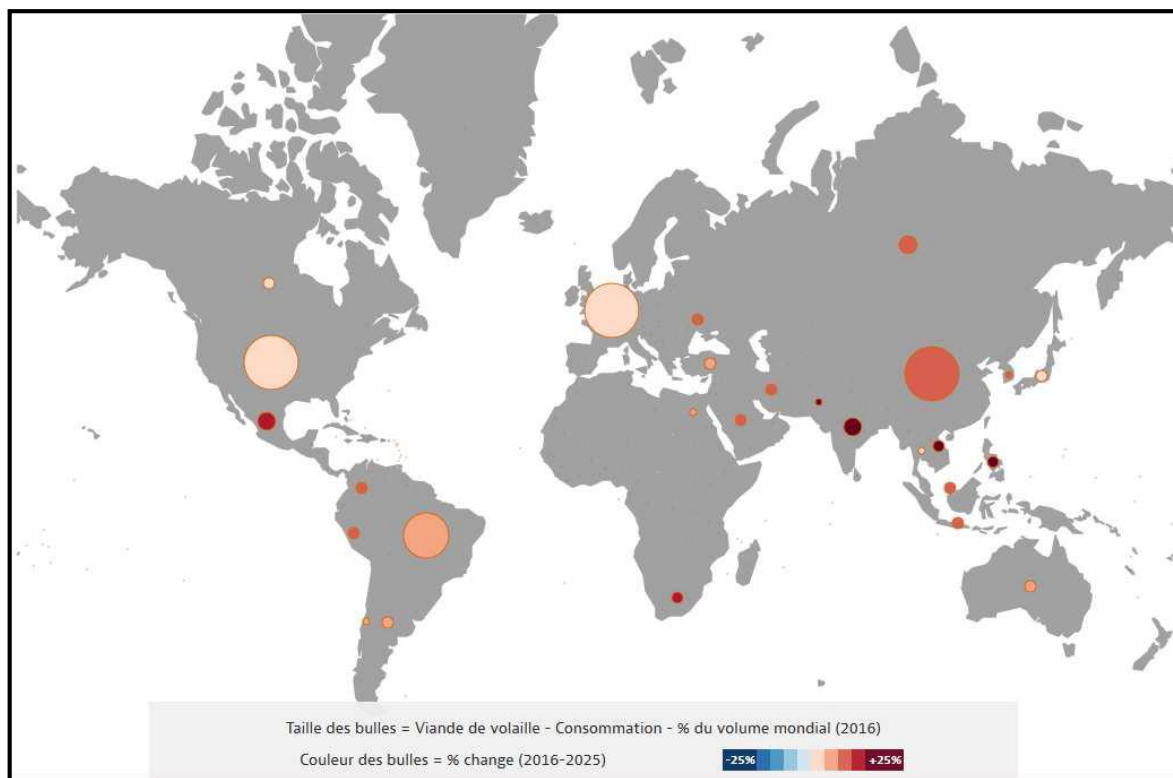 Taille des bulles = Viande de volaille - Consommation - % du volume mondial (2016)
Couleur des bulles = % change (2016-2025)
-25% +25%